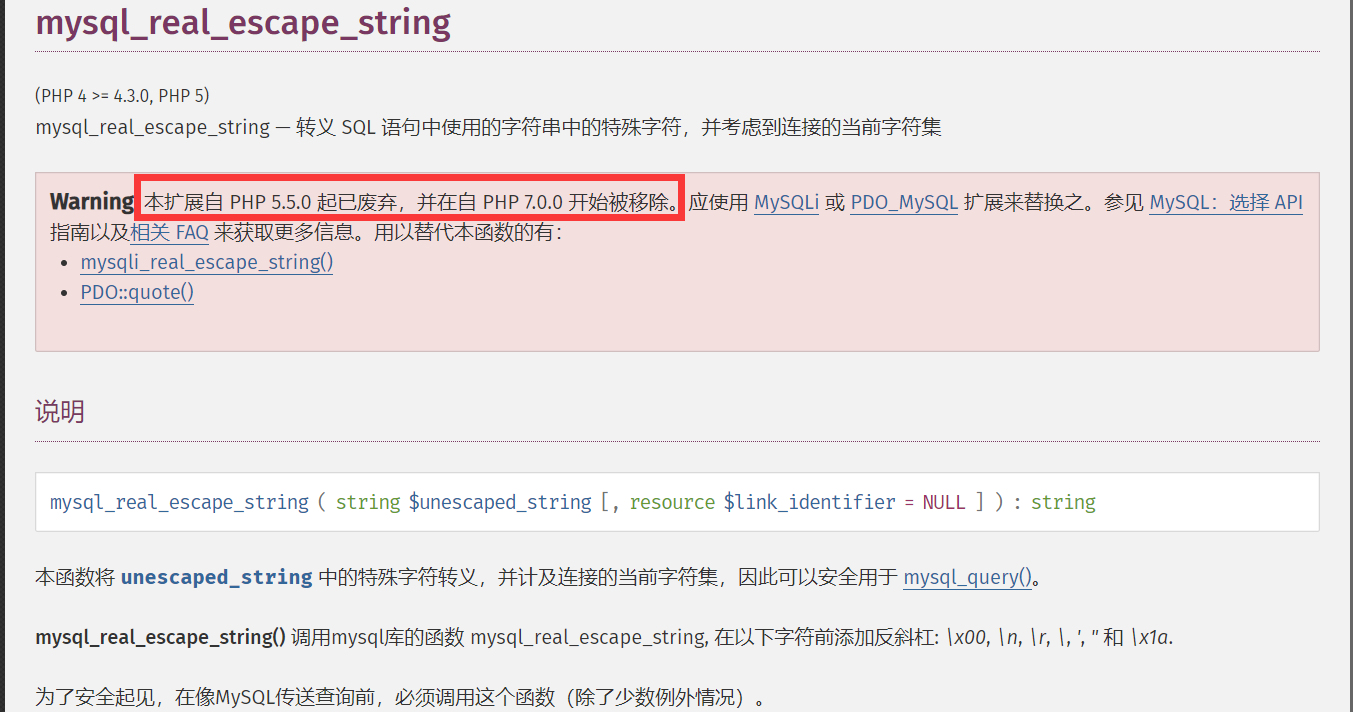 mysql_real_escape_string
(PHP 4 >= 4.3.0, PHP 5)
mysql_real_escape_string — 转义 SQL 语句中使用的字符串中的特殊字符，并考虑到连接的当前字符集
Warning 本扩展自 PHP 5.5.0 起已废弃，并在自 PHP 7.0.0 开始被移除。应使用 MySQLi 或 PDO_MySQL 扩展来替换之。参见 MySQL：选择 API
指南以及相关 FAQ 来获取更多信息。用以替代本函数的有：
• mysqli_real_escape_string()
• PDO::quote()
说明
mysql_real_escape_string ( string $unescaped_string [, resource $link_identifier = NULL ] ) : string
本函数将 unescaped_string 中的特殊字符转义，并计及连接的当前字符集，因此可以安全用于 mysql_query()。
mysql_real_escape_string() 调用mysql库的函数 mysql_real_escape_string, 在以下字符前添加反斜杠: \x00, \n, \r, \, ', " 和 \x1a.
为了安全起见，在像MySQL传送查询前，必须调用这个函数（除了少数例外情况）。